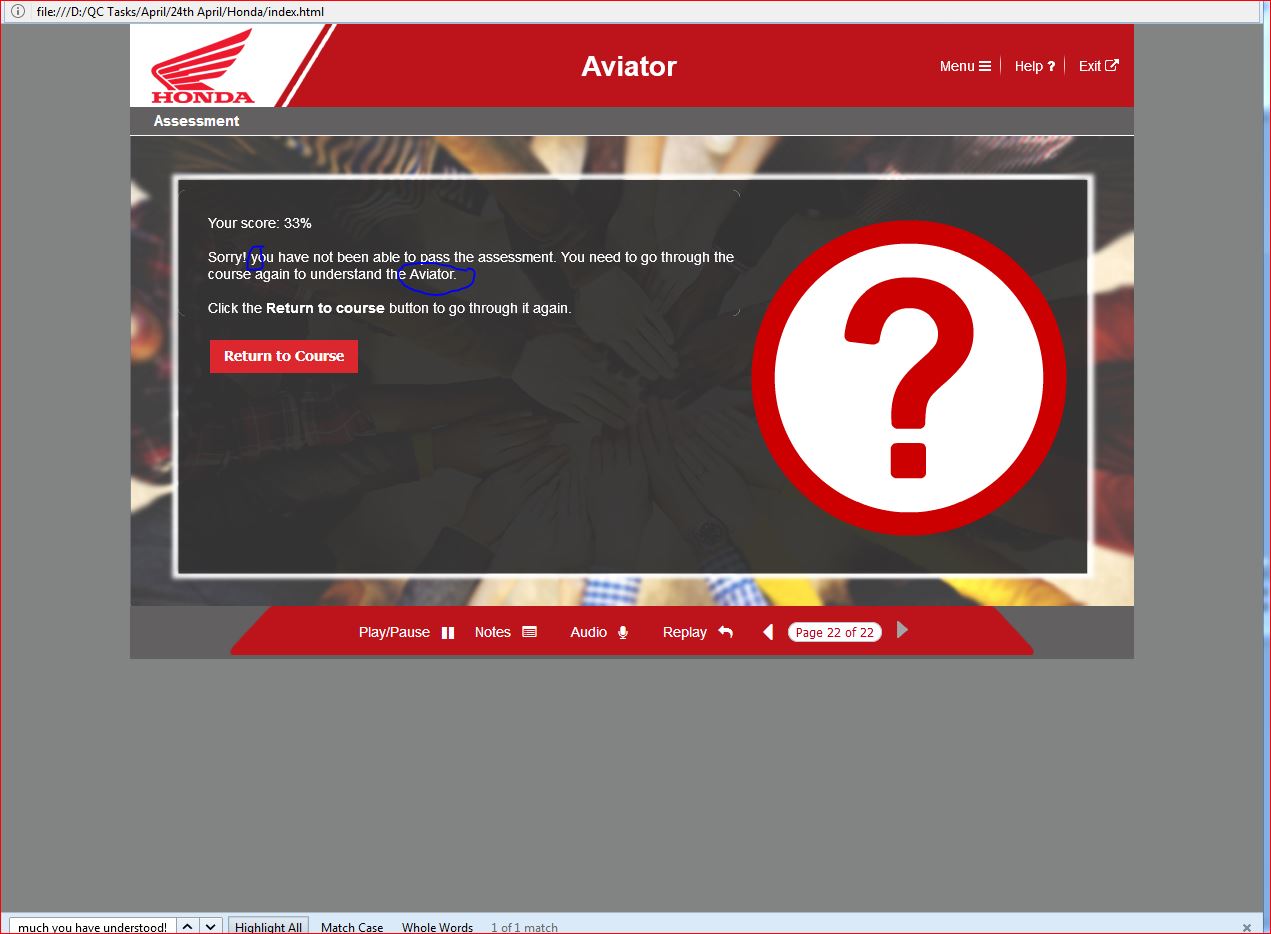 file:///D:/QC Tasks/April/24th April/Honda/index.html
HONDA
Aviator
Menu Help ? Exit
Assessment
Your score: 33%
Sorry! you have not been able to pass the assessment. You need to go through the
course again to understand the Aviator.
Click the Return to course button to go through it again.
Return to Course
?
Play/Pause Notes Audio Replay Page 22 of 22
much you have understood! Highlight All Match Case Whole Words 1 of 1 match